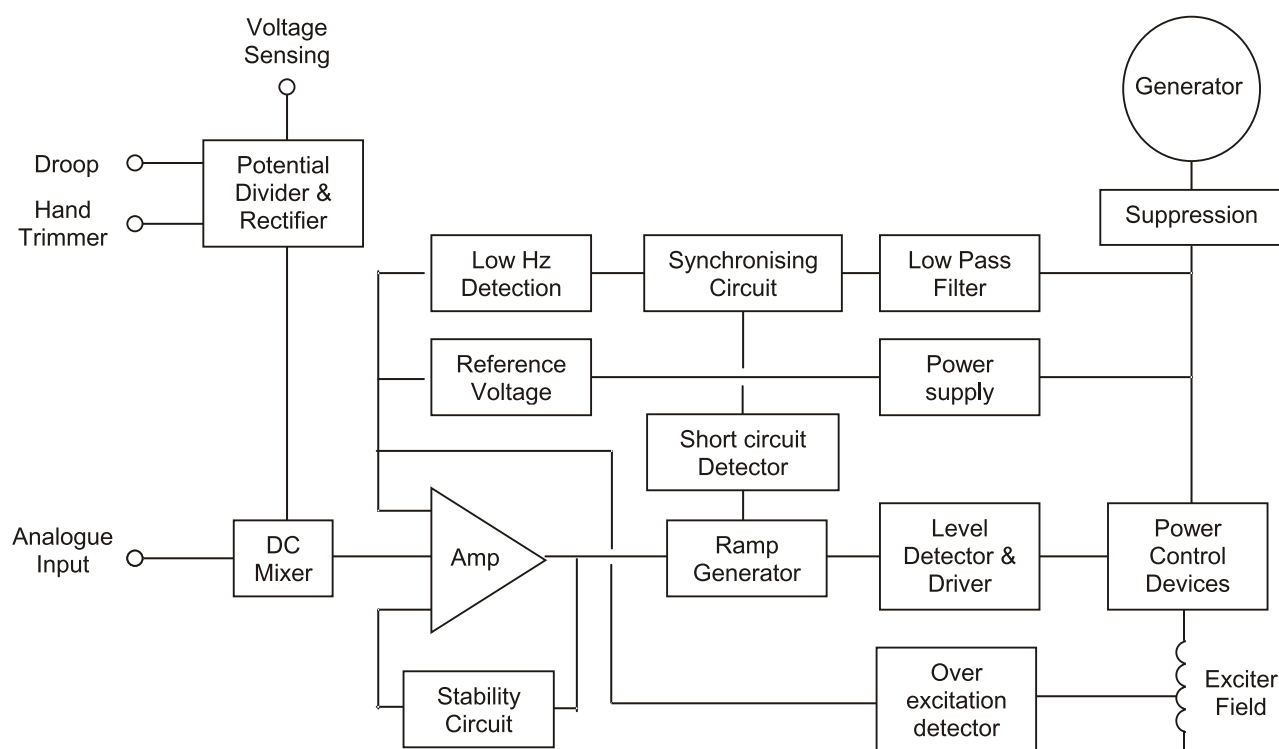 Voltage
Sensing
Generator
Droop
Potential
Divider &
Rectifier
Hand
Trimmer
Suppression
Low Hz
Detection
Synchronising
Circuit
Low Pass
Filter
Reference
Voltage
Power
supply
Short circuit
Detector
Analogue
Input
DC
Mixer
Amp
Ramp
Generator
Level
Detector &
Driver
Power
Control
Devices
Stability
Circuit
Over
excitation
detector
Exciter
Field